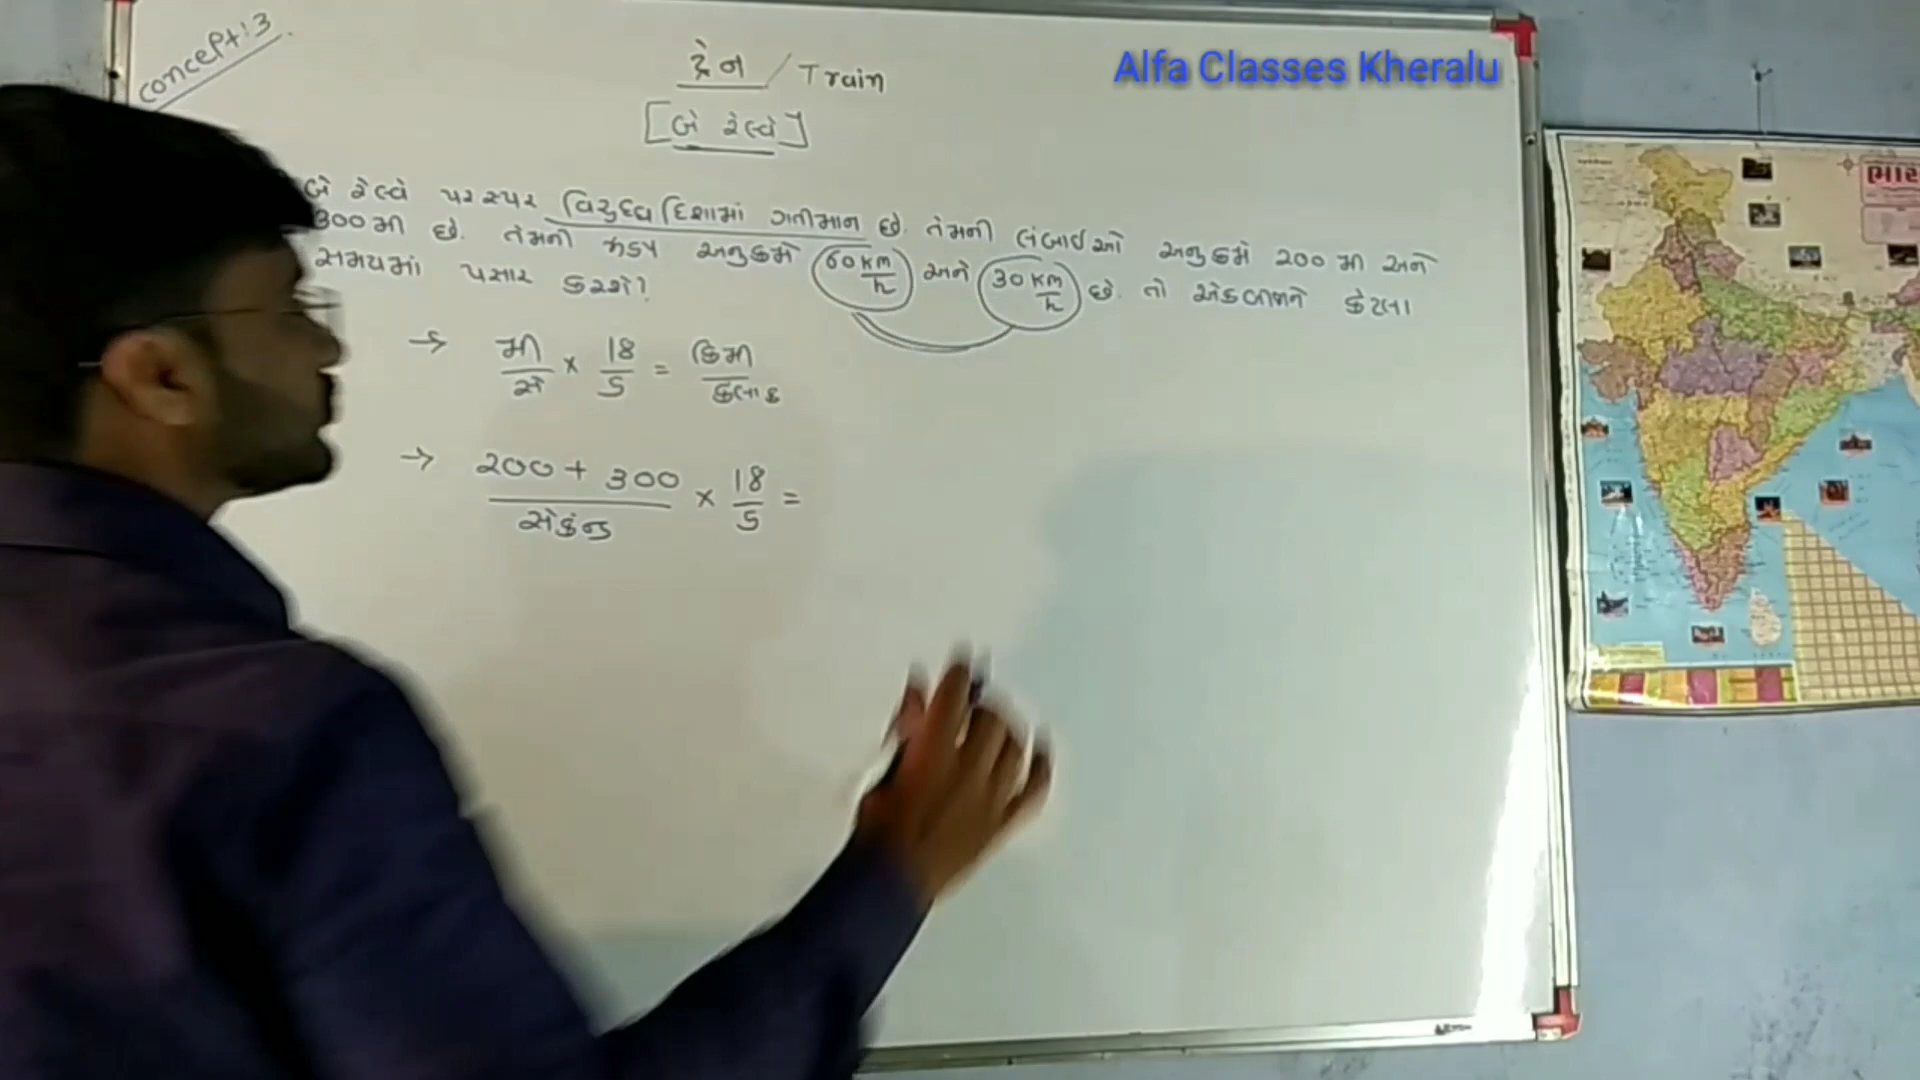 concept:3
ટ્રેન / Train
Alfa Classes Kheralu
[બે રેલ્વે]
બે રેલ્વે પરસ્પર વિરુદ્ધ દિશામાં ગતીમાન છે. તેમની લંબાઈઓ અનુક્રમે 200 મી અને
300 મી છે. તેમની ઝડપ અનુક્રમે 60 km/h અને 30 km/h છે. તો એકબીજાને કેટલા
સમયમાં પસાર કરશે?
→ મી/સે × 18/5 = કિમી/કલાક
→ 200 + 300/સેકંન્ડ × 18/5 =
ભાર